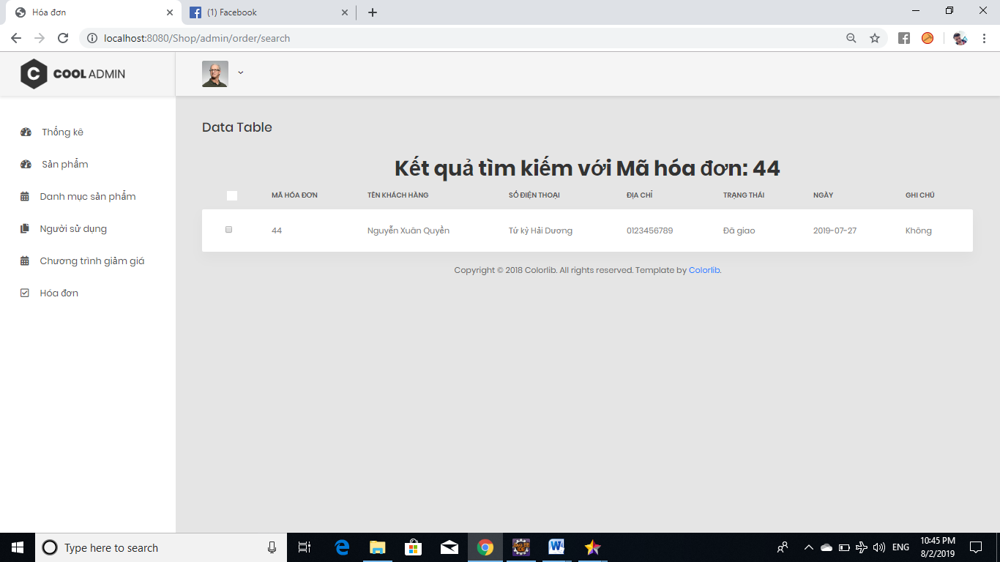 Hóa đơn
(1) Facebook
localhost:8080/Shop/admin/order/search
C COOL ADMIN
Thống kê
Sản phẩm
Danh mục sản phẩm
Người sử dụng
Chương trình giảm giá
Hóa đơn
Data Table
Kết quả tìm kiếm với Mã hóa đơn: 44
MÃ HÓA ĐƠN TÊN KHÁCH HÀNG SỐ ĐIỆN THOẠI ĐỊA CHỈ TRẠNG THÁI NGÀY GHI CHÚ
44 Nguyễn Xuân Quyền Tứ kỳ Hải Dương 0123456789 Đã giao 2019-07-27 Không
Copyright © 2018 Colorlib. All rights reserved. Template by Colorlib.
Type here to search
ENG
10:45 PM
8/2/2019